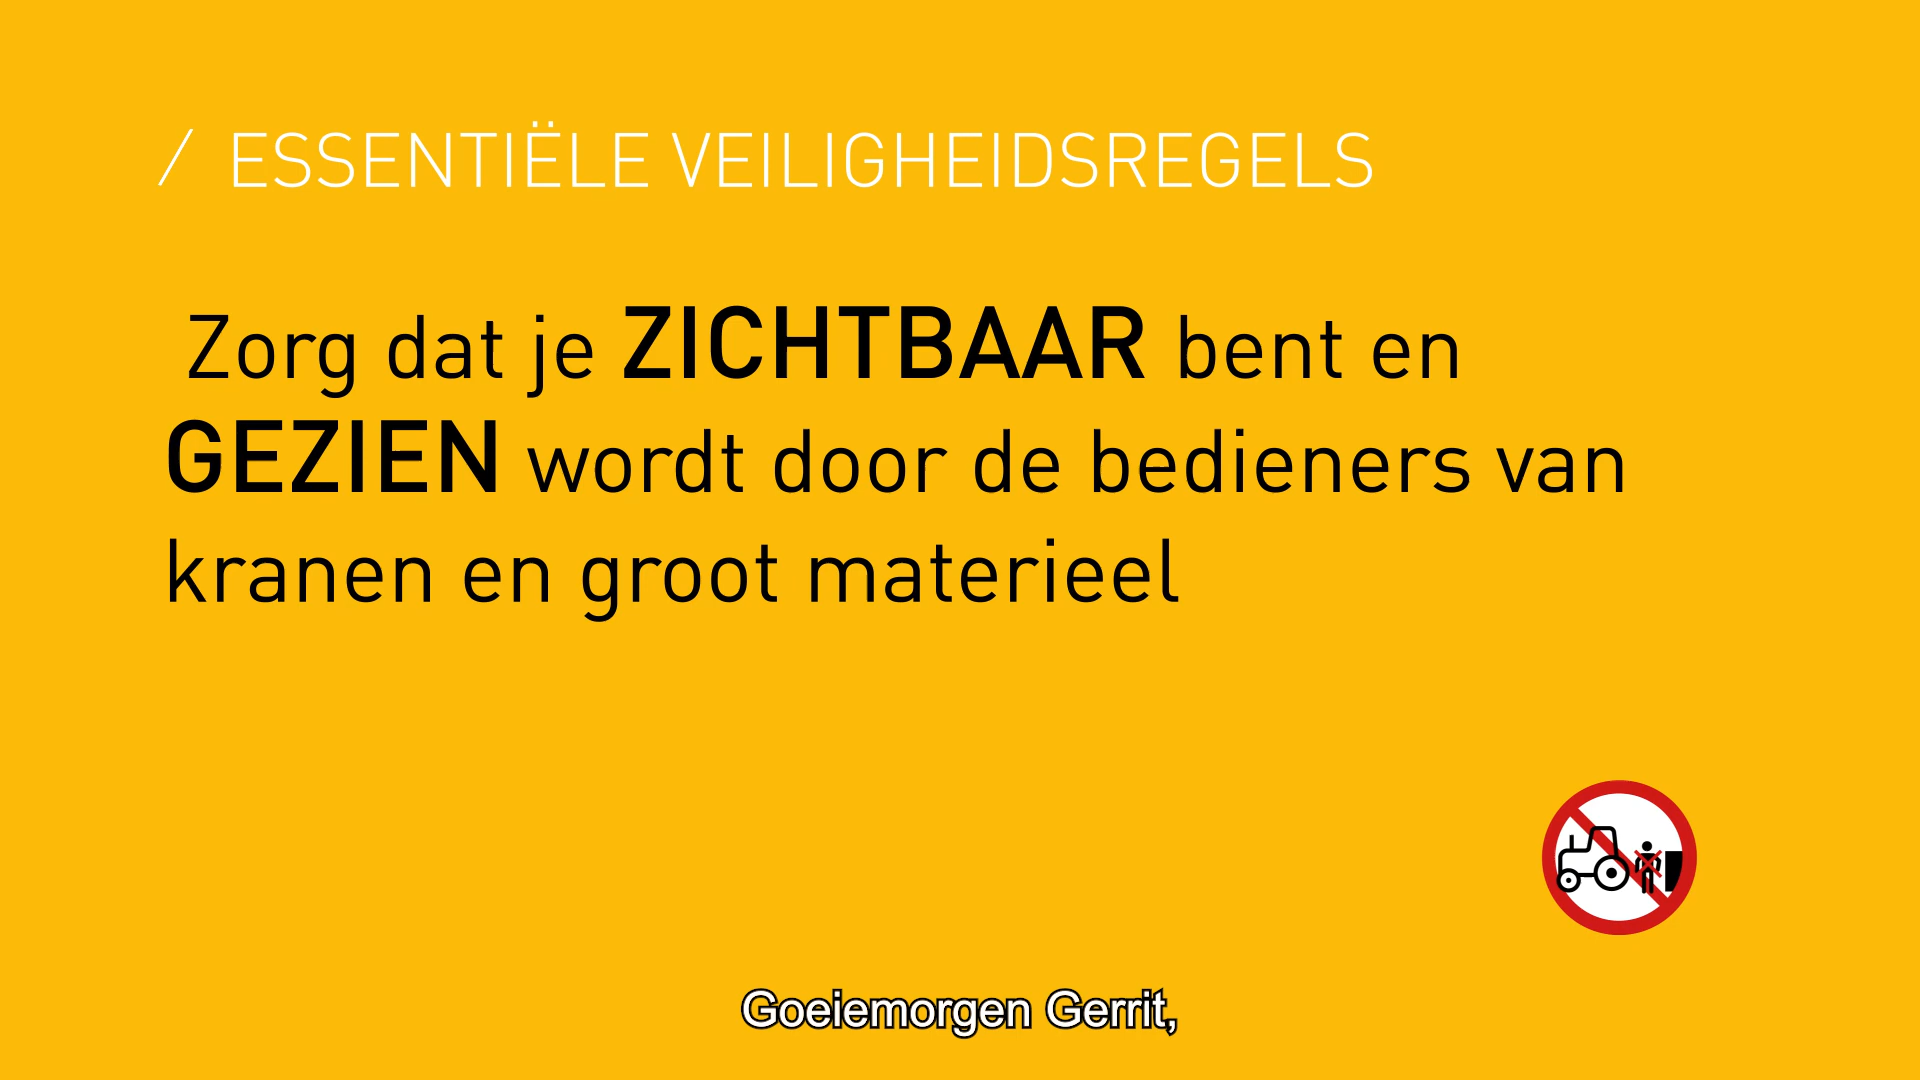 / ESSENTIËLE VEILIGHEIDSREGELS
Zorg dat je ZICHTBAAR bent en
GEZIEN wordt door de bedieners van
kranen en groot materieel
Goeiemorgen Gerrit,